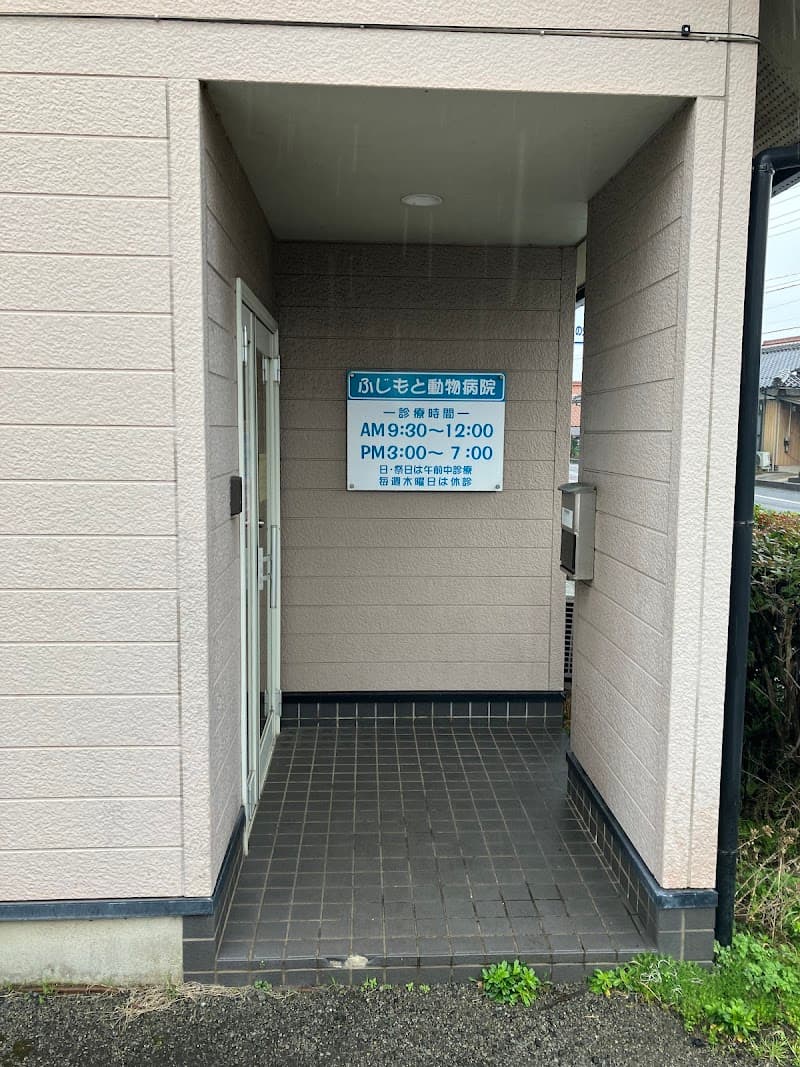 ふじもと動物病院
ー診療時間ー
AM9:30〜12:00
PM3:00〜 7:00
日・祭日は午前中診療
毎週木曜日は休診